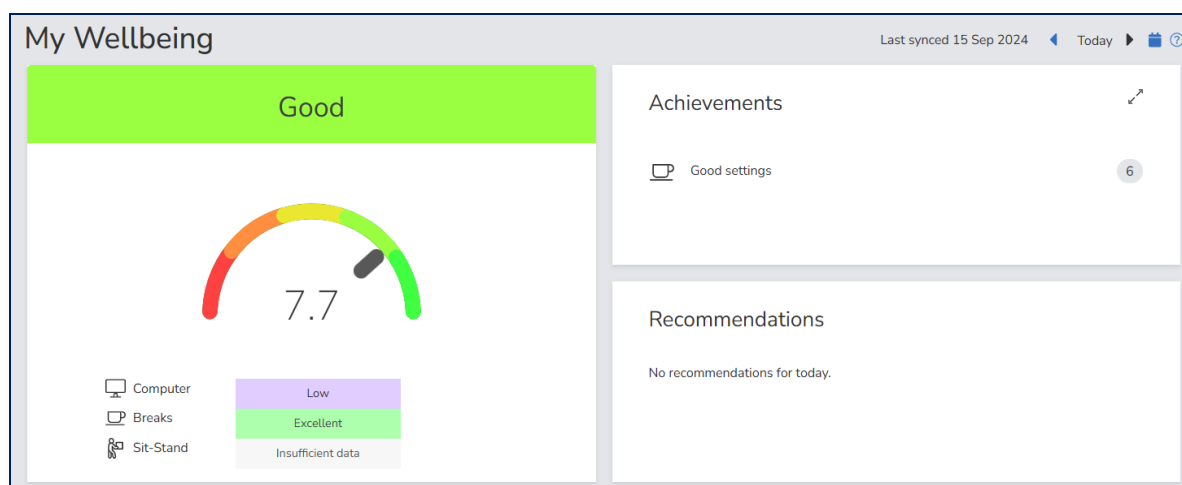 My Wellbeing
Last synced 15 Sep 2024
Today
Good
7.7
Computer Low
Breaks Excellent
Sit-Stand Insufficient data
Achievements
Good settings 6
Recommendations
No recommendations for today.